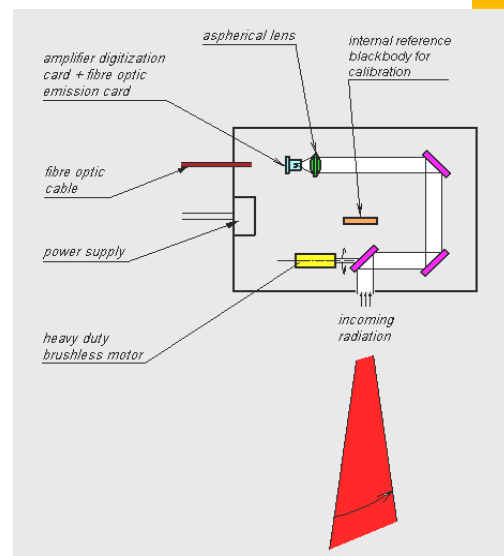 amplifier digitization
card + fibre optic
emission card
aspherical lens
internal reference
blackbody for
calibration
fibre optic
cable
power supply
heavy duty
brushless motor
incoming
radiation